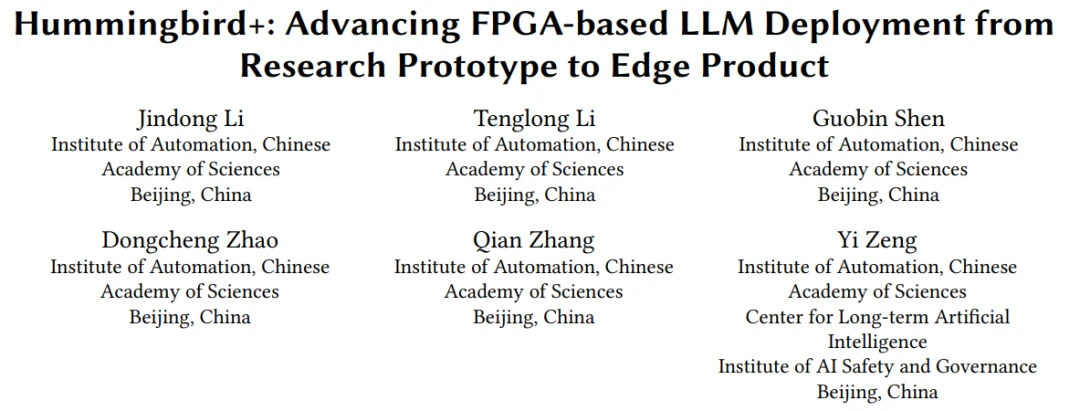 Hummingbird+: Advancing FPGA-based LLM Deployment from
Research Prototype to Edge Product
Jindong Li
Institute of Automation, Chinese
Academy of Sciences
Beijing, China
Tenglong Li
Institute of Automation, Chinese
Academy of Sciences
Beijing, China
Guobin Shen
Institute of Automation, Chinese
Academy of Sciences
Beijing, China
Dongcheng Zhao
Institute of Automation, Chinese
Academy of Sciences
Beijing, China
Qian Zhang
Institute of Automation, Chinese
Academy of Sciences
Beijing, China
Yi Zeng
Institute of Automation, Chinese
Academy of Sciences
Center for Long-term Artificial
Intelligence
Institute of AI Safety and Governance
Beijing, China